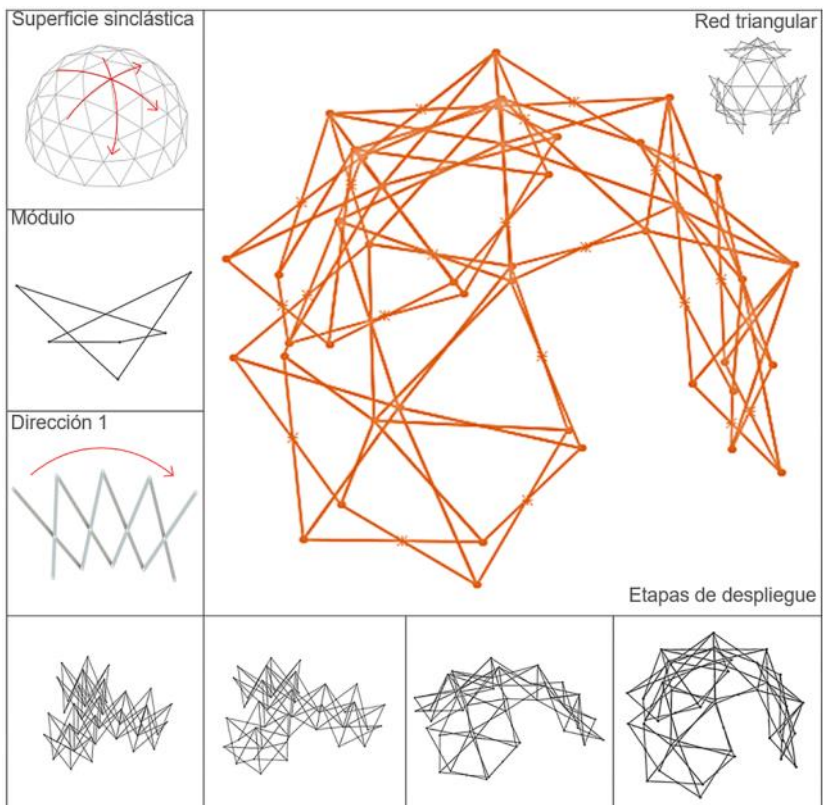 Superficie sinclástica
Red triangular
Módulo
Dirección 1
Etapas de despliegue